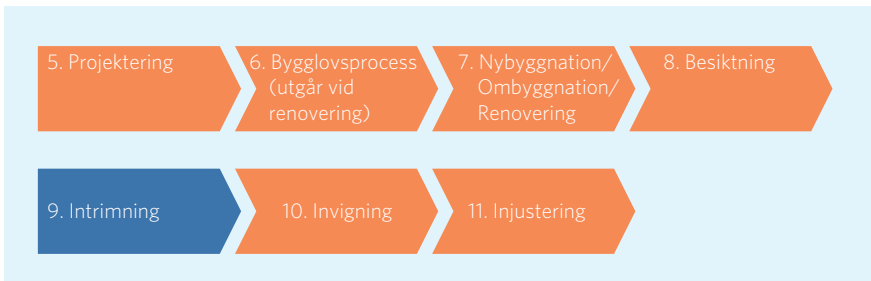 5. Projektering
6. Bygglovsprocess
(utgår vid
renovering)
7. Nybyggnation/
Ombyggnation/
Renovering
8. Besiktning
9. Intrimning
10. Invigning
11. Injustering